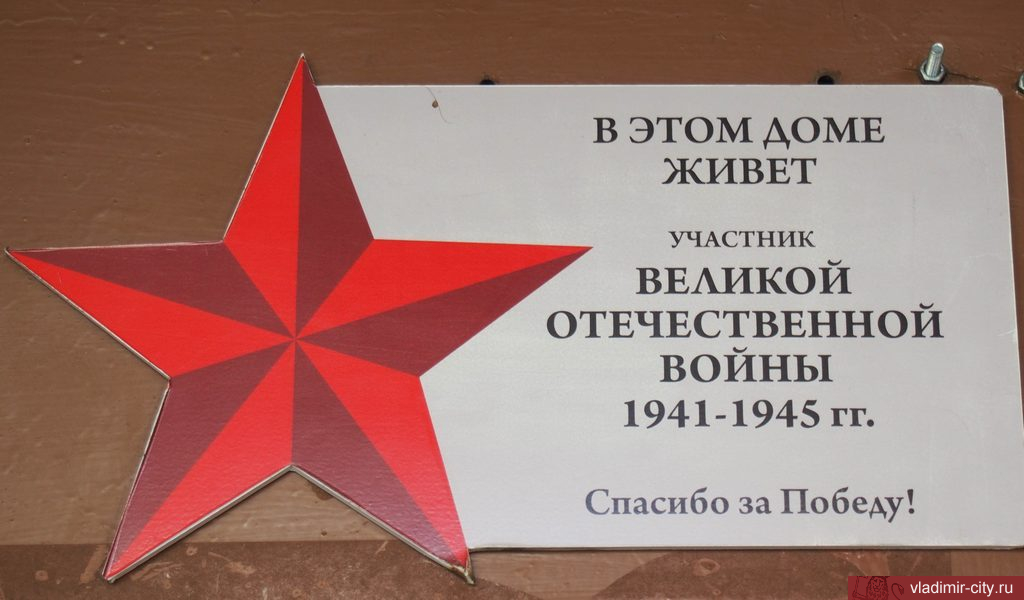 В ЭТОМ ДОМЕ
ЖИВЕТ
УЧАСТНИК
ВЕЛИКОЙ
ОТЕЧЕСТВЕННОЙ
ВОЙНЫ
1941-1945 гг.
Спасибо за Победу!
vladimir-city.ru